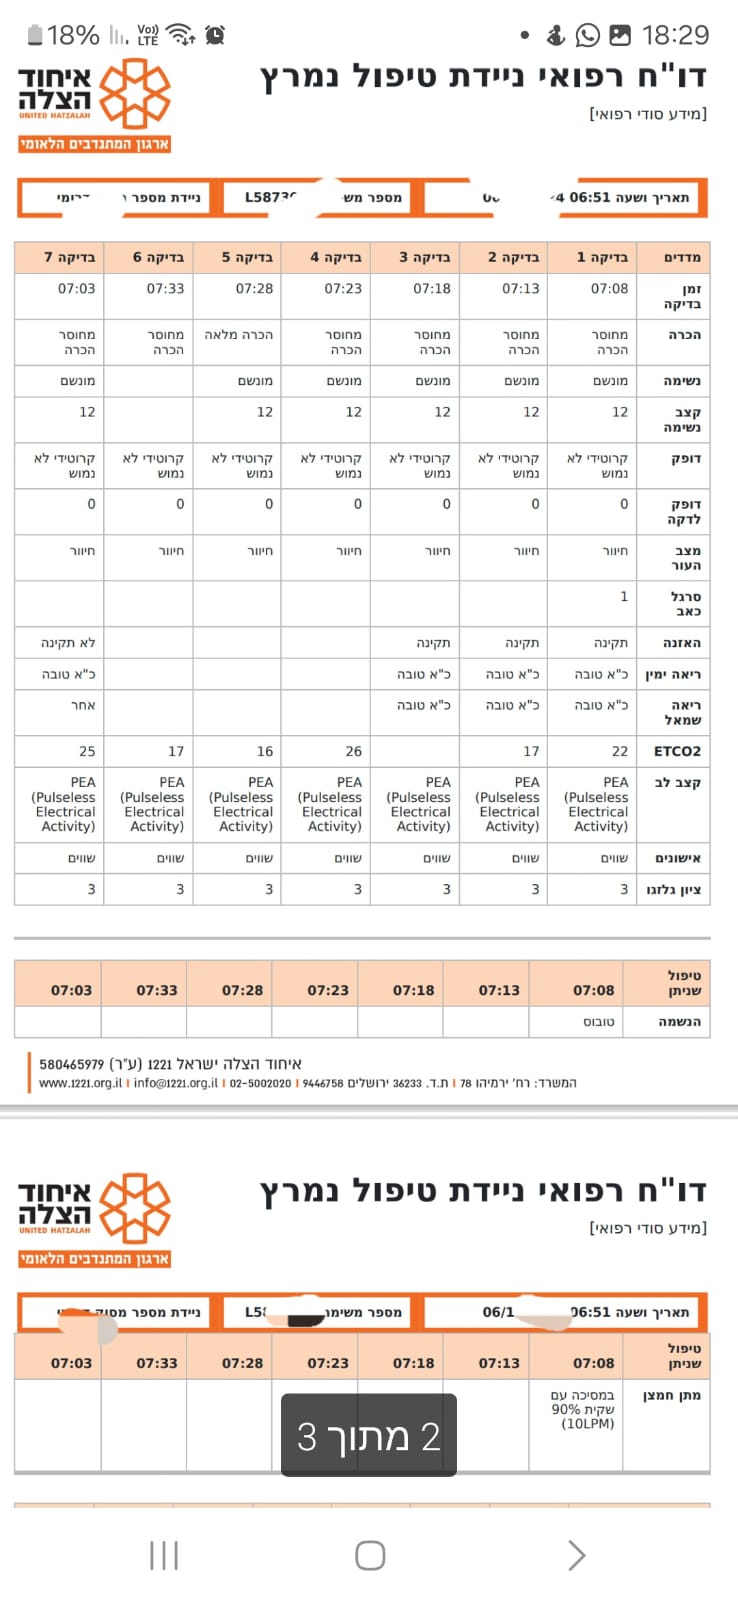 18% Vo)) LTE 18:29
איחוד הצלה
UNITED HATZALAH
ארגון המתנדבים הלאומי
דו"ח רפואי ניידת טיפול נמרץ
[מידע סודי רפואי]
תאריך ושעה 06:51 מספר L5873 ניידת מספר
מדדים בדיקה 1 בדיקה 2 בדיקה 3 בדיקה 4 בדיקה 5 בדיקה 6 בדיקה 7
זמן בדיקה 07:08 07:13 07:18 07:23 07:28 07:33 07:03
הכרה מחוסר הכרה מחוסר הכרה מחוסר הכרה מחוסר הכרה הכרה מלאה מחוסר הכרה מחוסר הכרה
נשימה מונשם מונשם מונשם מונשם מונשם מונשם
קצב נשימה 12 12 12 12 12 12
דופק קרוטידי לא נמוש קרוטידי לא נמוש קרוטידי לא נמוש קרוטידי לא נמוש קרוטידי לא נמוש קרוטידי לא נמוש קרוטידי לא נמוש
דופק לדקה 0 0 0 0 0 0 0
מצב העור חיוור חיוור חיוור חיוור חיוור חיוור חיוור
סרגל כאב 1
האזנה תקינה תקינה תקינה לא תקינה
ריאה ימין כ"א טובה כ"א טובה כ"א טובה כ"א טובה
ריאה שמאל כ"א טובה כ"א טובה כ"א טובה אחר
ETCO2 22 17 26 16 17 25
קצב לב PEA (Pulseless Electrical Activity) PEA (Pulseless Electrical Activity) PEA (Pulseless Electrical Activity) PEA (Pulseless Electrical Activity) PEA (Pulseless Electrical Activity) PEA (Pulseless Electrical Activity) PEA (Pulseless Electrical Activity)
אישונים שווים שווים שווים שווים שווים שווים שווים
ציון גלזגו 3 3 3 3 3 3 3
טיפול שניתן 07:08 07:13 07:18 07:23 07:28 07:33 07:03
הנשמה טובוס
איחוד הצלה ישראל 1221 (ע"ר) 580465979
המשרד: רח' ירמיהו 78 | ת.ד. 36233 ירושלים 9446758 | 02-5002020 | info@1221.org.il | www.1221.org.il
איחוד הצלה
UNITED HATZALAH
ארגון המתנדבים הלאומי
דו"ח רפואי ניידת טיפול נמרץ
[מידע סודי רפואי]
תאריך ושעה 06:51 06/1 מספר משימה L5 ניידת מספר
טיפול שניתן 07:08 07:13 07:18 07:23 07:28 07:33 07:03
מתן חמצן במסיכה עם שקית 90% (10LPM)
2 מתוך 3